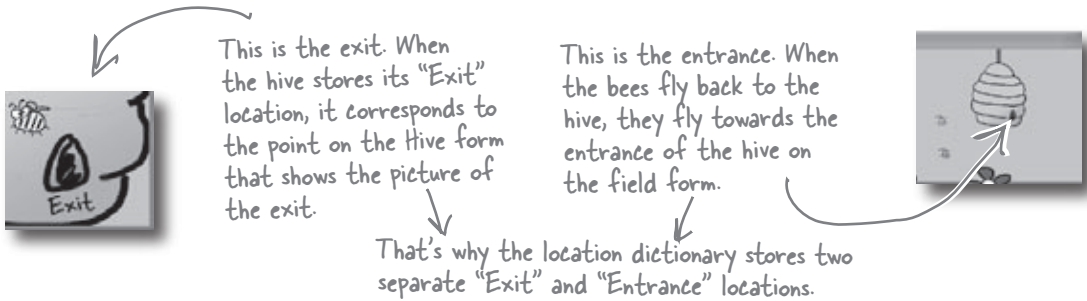 This is the exit. When
the hive stores its “Exit”
location, it corresponds to
the point on the Hive form
that shows the picture of
the exit.
This is the entrance. When
the bees fly back to the
hive, they fly towards the
entrance of the hive on
the field form.
Exit
That's why the location dictionary stores two
separate “Exit” and “Entrance” locations.